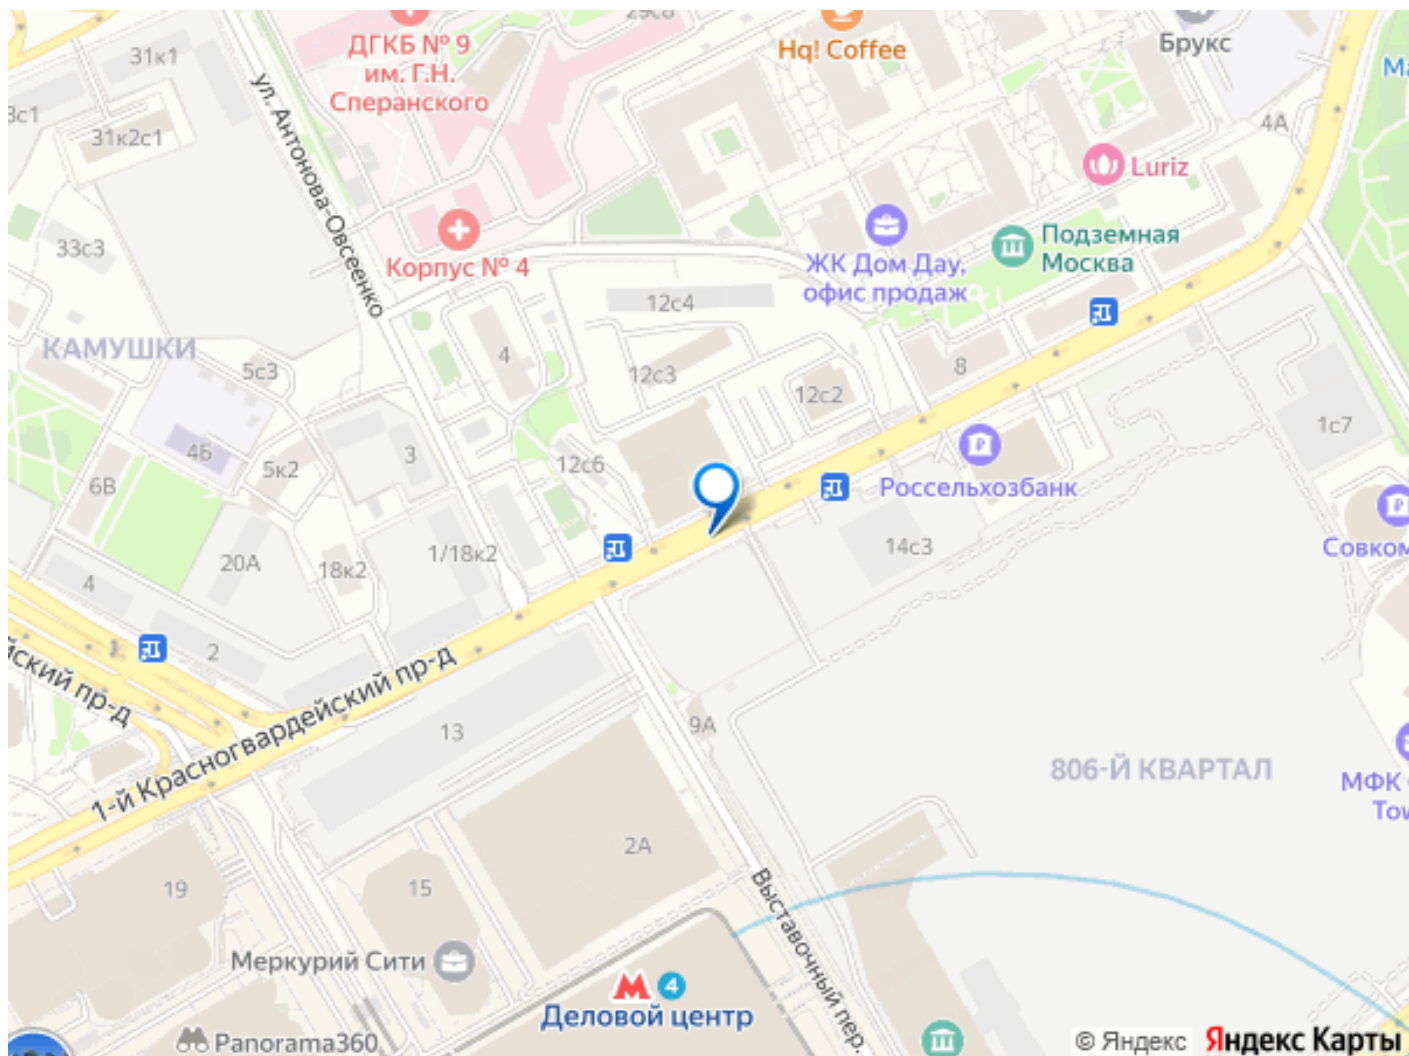 31к1
ДГКБ № 9
им. Г.Н.
Сперанского
Hq! Coffee
Брукс
31к2с1
ул. Антонова-Овсеенко
4А
Luriz
33с3
Корпус № 4
Подземная
Москва
ЖК Дом Дау,
офис продаж
12с4
КАМУШКИ
5с3
4
12с3
12с2
8
1с7
4Б
5к2
3
12с6
6В
Россельхозбанк
1/18к2
14с3
20А
18к2
4
2
1-й Красногвардейский пр-д
13
9А
806-Й КВАРТАЛ
МФК
2А
19
15
Выставочный пер.
Меркурий Сити
4
Деловой центр
Panorama360
© Яндекс Яндекс Карты